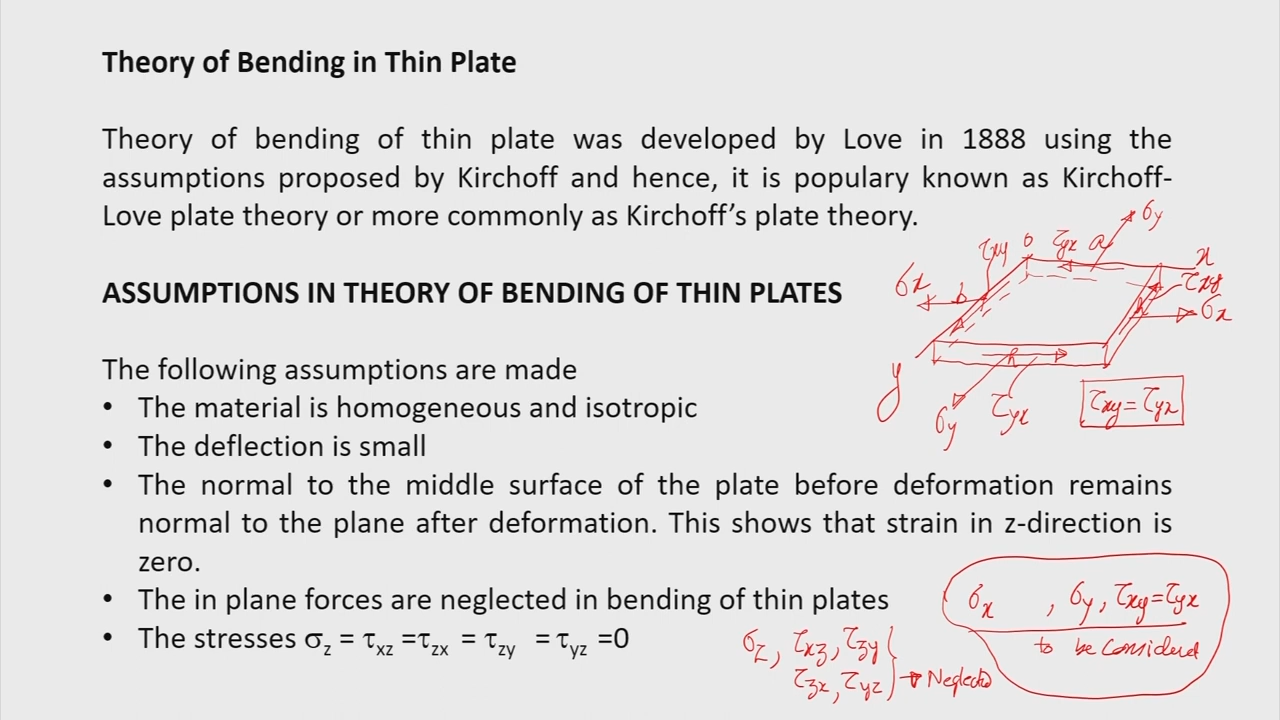 Theory of Bending in Thin Plate
Theory of bending of thin plate was developed by Love in 1888 using the
assumptions proposed by Kirchoff and hence, it is populary known as Kirchoff-
Love plate theory or more commonly as Kirchoff’s plate theory.
ASSUMPTIONS IN THEORY OF BENDING OF THIN PLATES
The following assumptions are made
• The material is homogeneous and isotropic
• The deflection is small
• The normal to the middle surface of the plate before deformation remains
normal to the plane after deformation. This shows that strain in z-direction is
zero.
• The in plane forces are neglected in bending of thin plates
• The stresses σz = τxz =τzx = τzy = τyz =0
σy
τxy 0 τyx a x
σx b τxy
σx
y h
σy τyx
τxy = τyx
σx , σy, τxy=τyx
to be considered
σz, τxz, τzy
τzx, τyz → Neglected